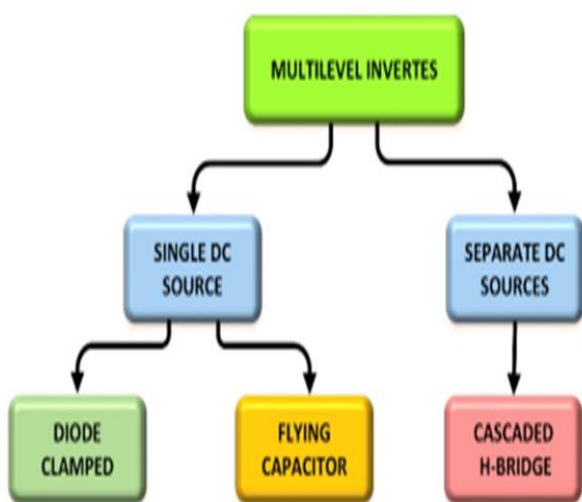 MULTILEVEL INVERTES
SINGLE DC
SOURCE
SEPARATE DC
SOURCES
DIODE
CLAMPED
FLYING
CAPACITOR
CASCADED
H-BRIDGE